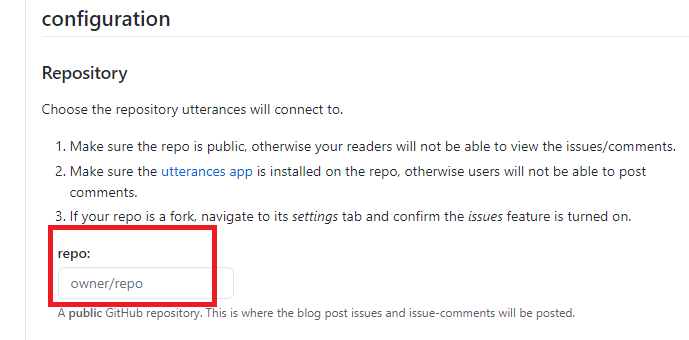 configuration
Repository
Choose the repository utterances will connect to.
1. Make sure the repo is public, otherwise your readers will not be able to view the issues/comments.
2. Make sure the utterances app is installed on the repo, otherwise users will not be able to post
comments.
3. If your repo is a fork, navigate to its settings tab and confirm the issues feature is turned on.
repo:
owner/repo
A public GitHub repository. This is where the blog post issues and issue-comments will be posted.